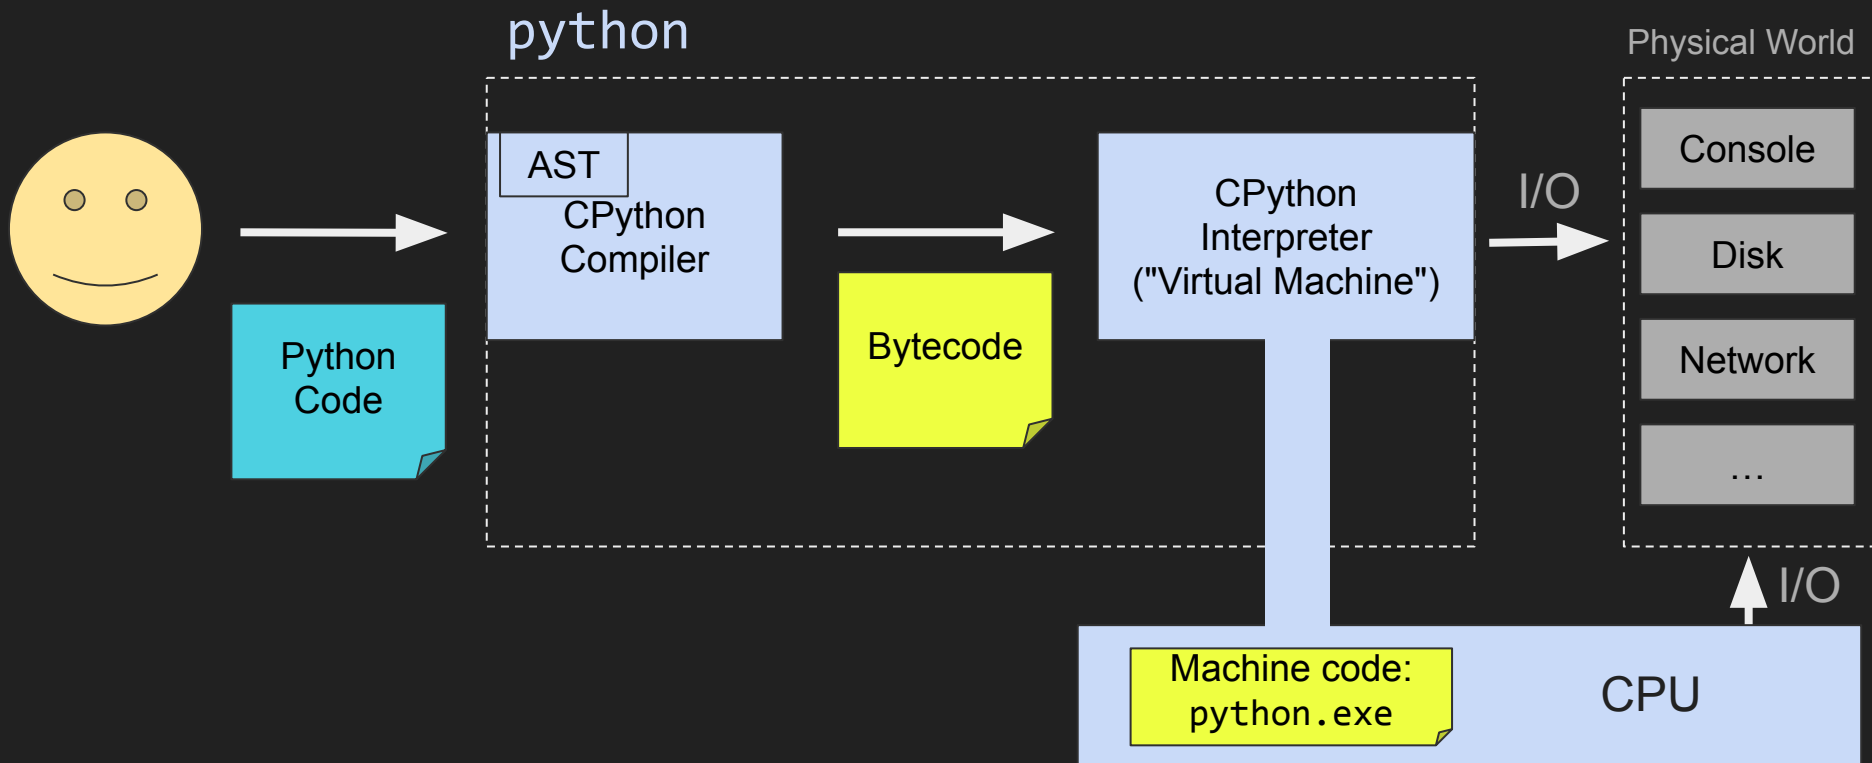 python
Physical World
AST
CPython
Compiler
Python
Code
Bytecode
CPython
Interpreter
("Virtual Machine")
I/O
Console
Disk
Network
...
I/O
Machine code:
python.exe
CPU